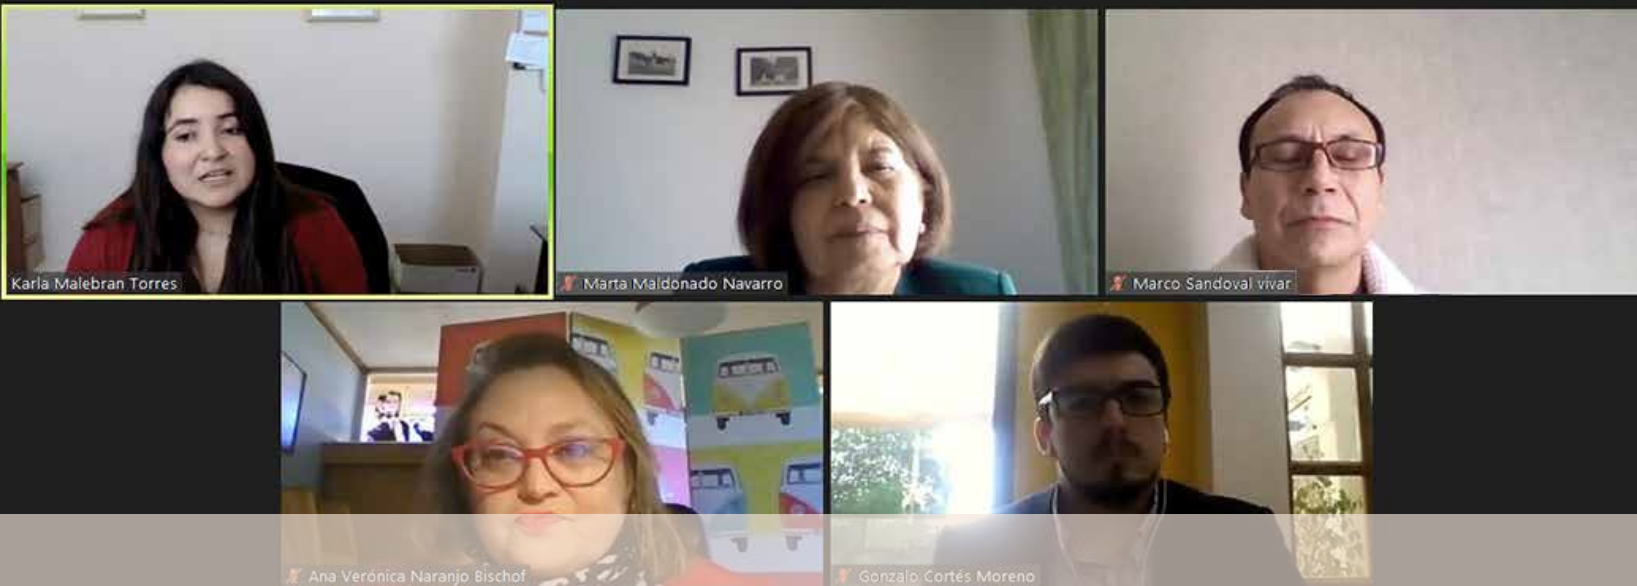 Karla Malebran Torres
Marta Maldonado Navarro
Marco Sandoval vivar
Ana Verónica Naranjo Bischof
Gonzalo Cortés Moreno